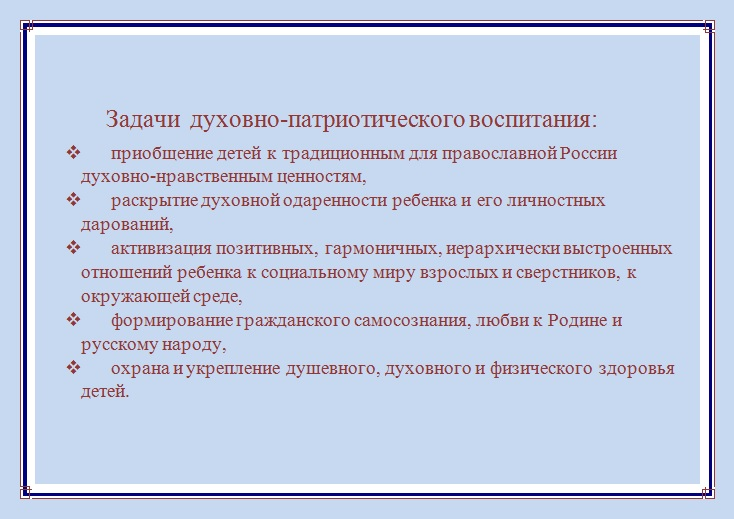 Задачи духовно-патриотического воспитания:
❖ приобщение детей к традиционным для православной России
духовно-нравственным ценностям,
❖ раскрытие духовной одаренности ребенка и его личностных
дарований,
❖ активизация позитивных, гармоничных, иерархически выстроенных
отношений ребенка к социальному миру взрослых и сверстников, к
окружающей среде,
❖ формирование гражданского самосознания, любви к Родине и
русскому народу,
❖ охрана и укрепление душевного, духовного и физического здоровья
детей.